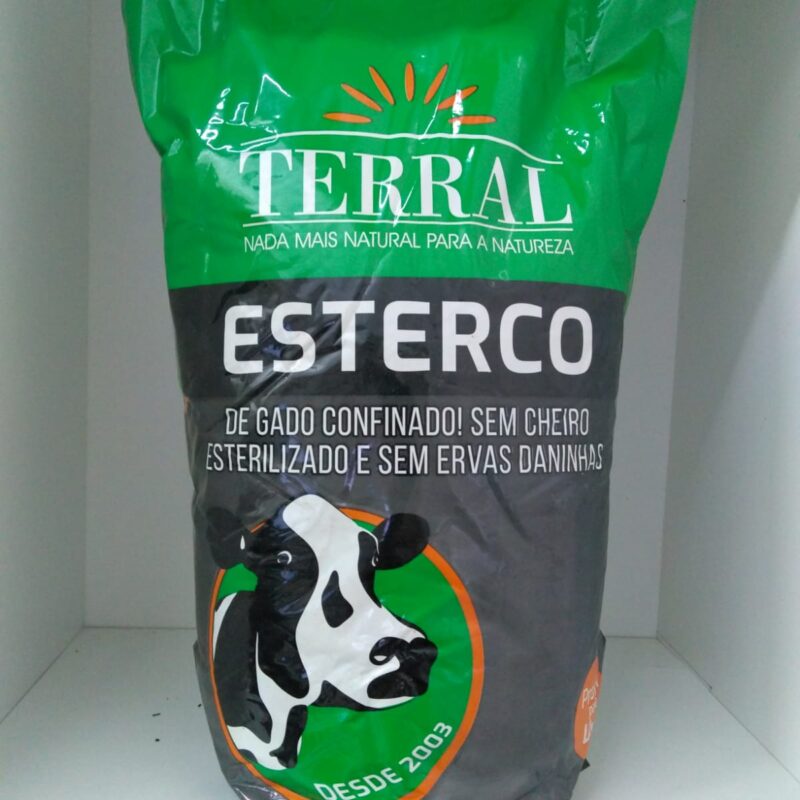 TERRAL
NADA MAIS NATURAL PARA A NATUREZA
ESTERCO
DE GADO CONFINADO! SEM CHEIRO
ESTERILIZADO E SEM ERVAS DANINHAS
DESDE 2003